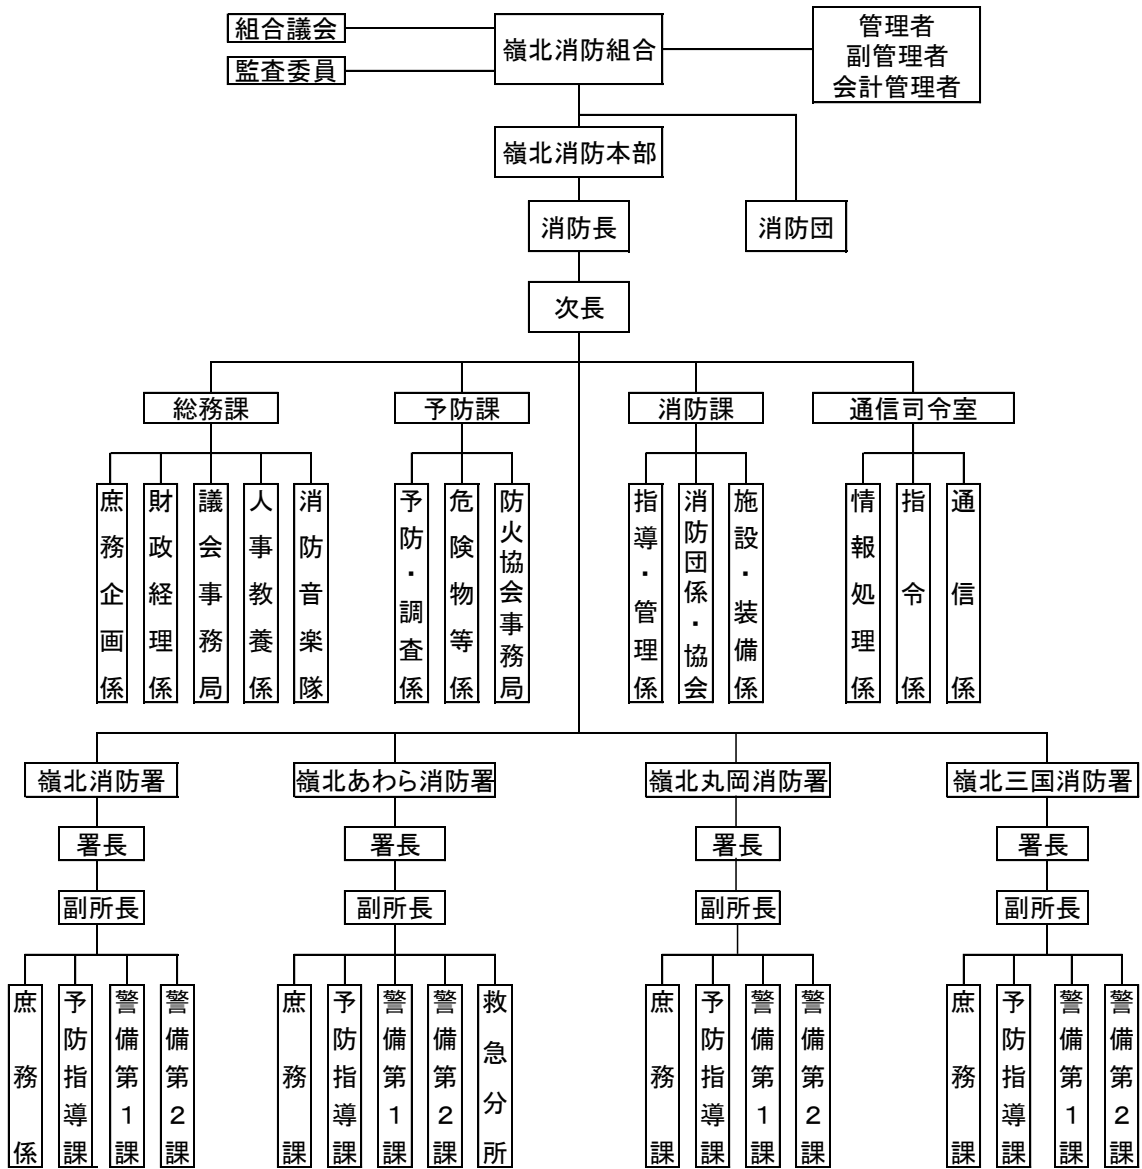 組合議会
監査委員
嶺北消防組合
管理者
副管理者
会計管理者
嶺北消防本部
消防長
消防団
次長
総務課
予防課
消防課
通信司令室
庶務企画係
財政経理係
議会事務局
人事教養係
消防音楽隊
予防・調査係
危険物等係
防火協会事務局
指導・管理係
消防団係・協会
施設・装備係
情報処理係
指令係
通信係
嶺北消防署
嶺北あわら消防署
嶺北丸岡消防署
嶺北三国消防署
署長
署長
署長
署長
副所長
副所長
副所長
副所長
庶務係
予防指導課
警備第1課
警備第2課
庶務課
予防指導課
警備第1課
警備第2課
救急分所
庶務課
予防指導課
警備第1課
警備第2課
庶務課
予防指導課
警備第1課
警備第2課